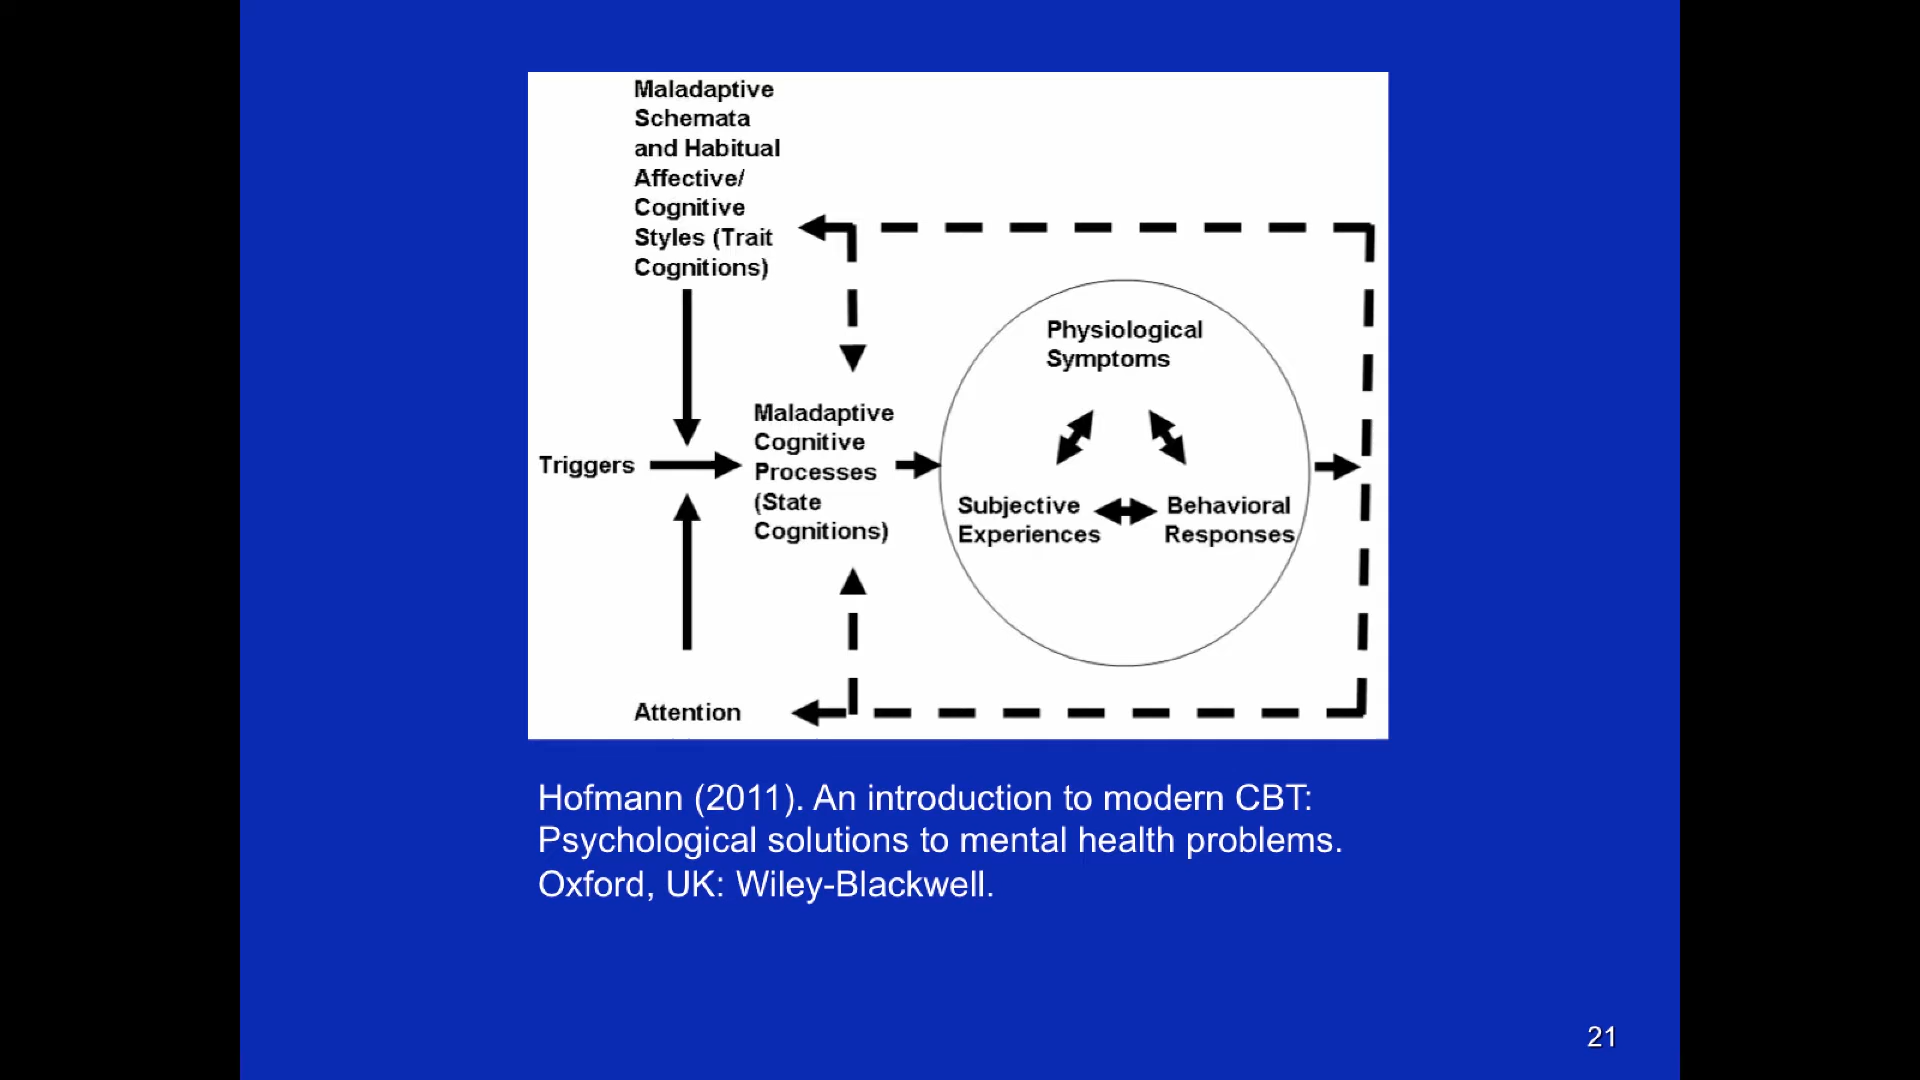 Maladaptive
Schemata
and Habitual
Affective/
Cognitive
Styles (Trait
Cognitions)
Physiological
Symptoms
Triggers
Maladaptive
Cognitive
Processes
(State
Cognitions)
Subjective
Experiences
Behavioral
Responses
Attention
Hofmann (2011). An introduction to modern CBT:
Psychological solutions to mental health problems.
Oxford, UK: Wiley-Blackwell.
21